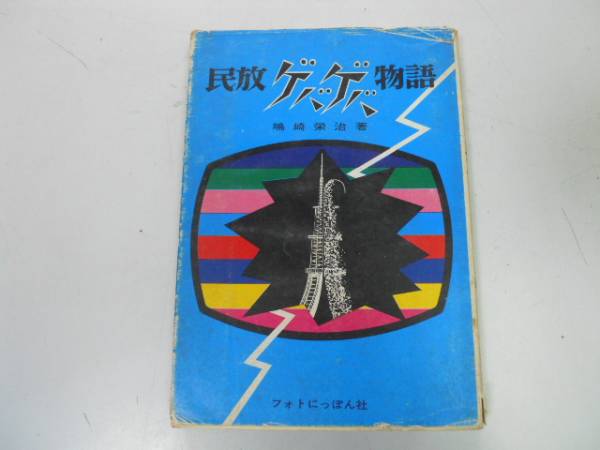 民放ゲバゲバ物語
嶋崎栄治著
フォトにっぽん社